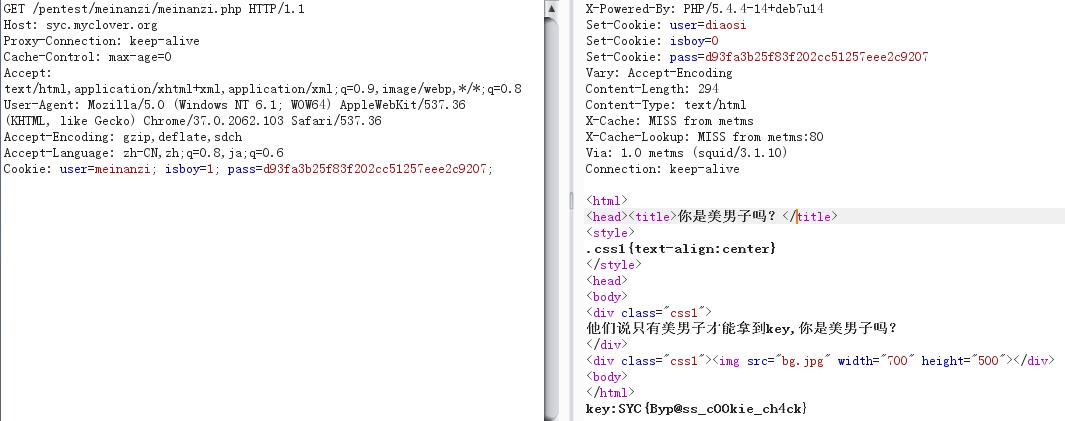 GET /pentest/meinanzi/meinanzi.php HTTP/1.1
Host: syc.myclover.org
Proxy-Connection: keep-alive
Cache-Control: max-age=0
Accept:
text/html,application/xhtml+xml,application/xml;q=0.9,image/webp,*/*;q=0.8
User-Agent: Mozilla/5.0 (Windows NT 6.1; WOW64) AppleWebKit/537.36
(KHTML, like Gecko) Chrome/37.0.2062.103 Safari/537.36
Accept-Encoding: gzip,deflate,sdch
Accept-Language: zh-CN,zh;q=0.8,ja;q=0.6
Cookie: user=meinanzi; isboy=1; pass=d93fa3b25f83f202cc51257eee2c9207;
X-Powered-By: PHP/5.4.4-14+deb7u14
Set-Cookie: user=diaosi
Set-Cookie: isboy=0
Set-Cookie: pass=d93fa3b25f83f202cc51257eee2c9207
Vary: Accept-Encoding
Content-Length: 294
Content-Type: text/html
X-Cache: MISS from metms
X-Cache-Lookup: MISS from metms:80
Via: 1.0 metms (squid/3.1.10)
Connection: keep-alive
<html>
<head><title>你是美男子吗？</title>
<style>
.css1{text-align:center}
</style>
<head>
<body>
<div class="css1">
他们说只有美男子才能拿到key,你是美男子吗？
</div>
<div class="css1"><img src="bg.jpg" width="700" height="500"></div>
<body>
</html>
key:SYC{Byp@ss_cOOkie_ch4ck}